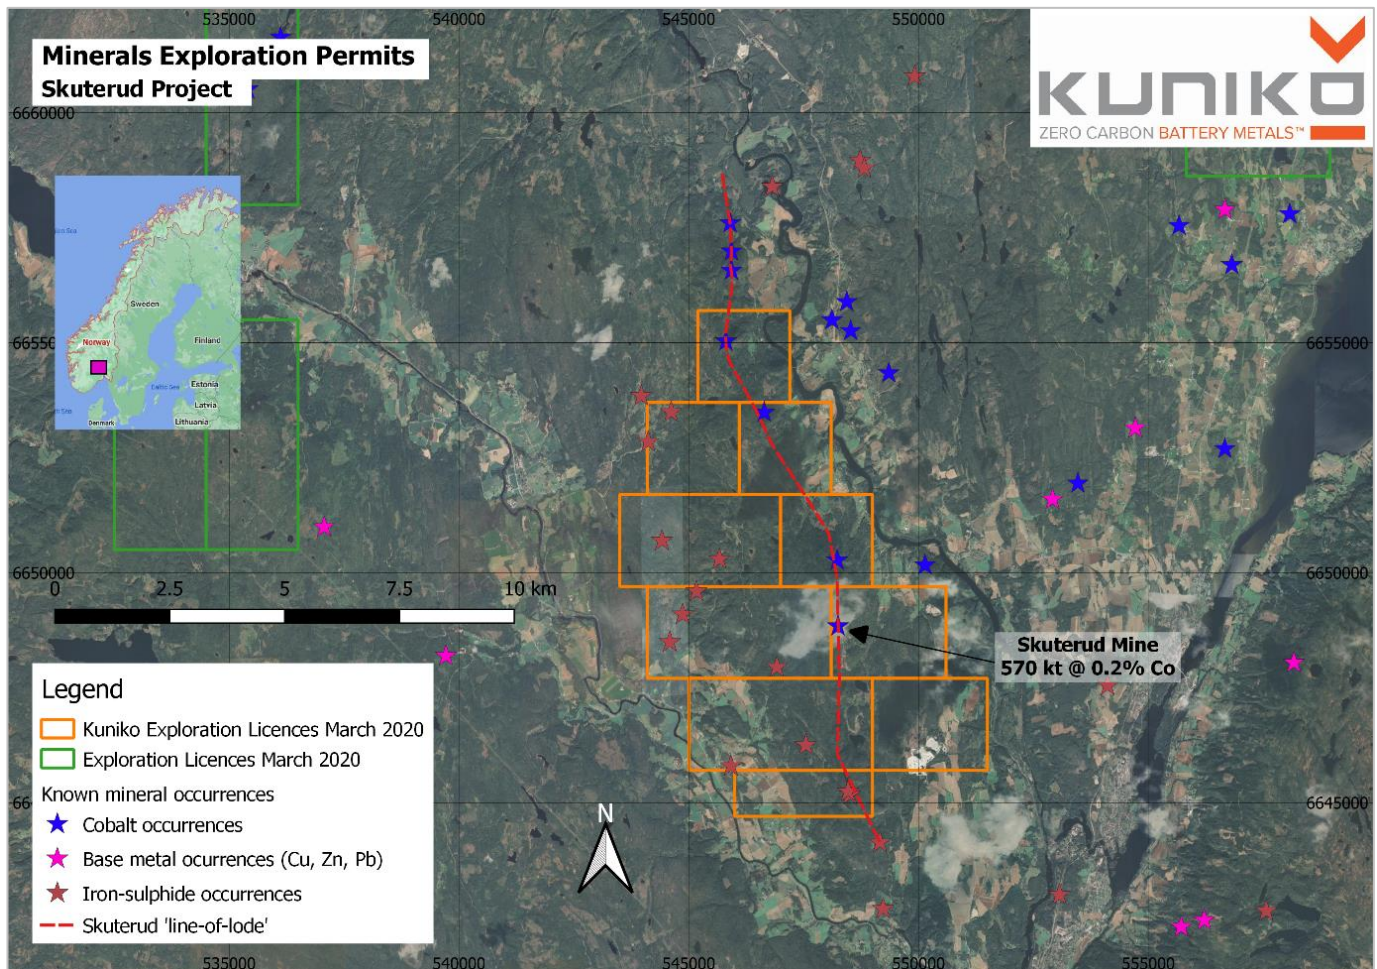 535000 540000 545000 550000
Minerals Exploration Permits
Skuterud Project
KUNIKO
ZERO CARBON BATTERY METALS™
6660000
Sweden
Norway
Finland
Baltic Sea
Estonia
Latvia
Denmark
Lithuania
6655000
6650000 6650000
0 2.5 5 7.5 10 km
Skuterud Mine
570 kt @ 0.2% Co
Legend
Kuniko Exploration Licences March 2020
Exploration Licences March 2020
Known mineral occurrences
Cobalt occurrences
Base metal ocurrences (Cu, Zn, Pb)
Iron-sulphide occurrences
Skuterud 'line-of-lode'
N
6645000
535000 540000 545000 550000 555000